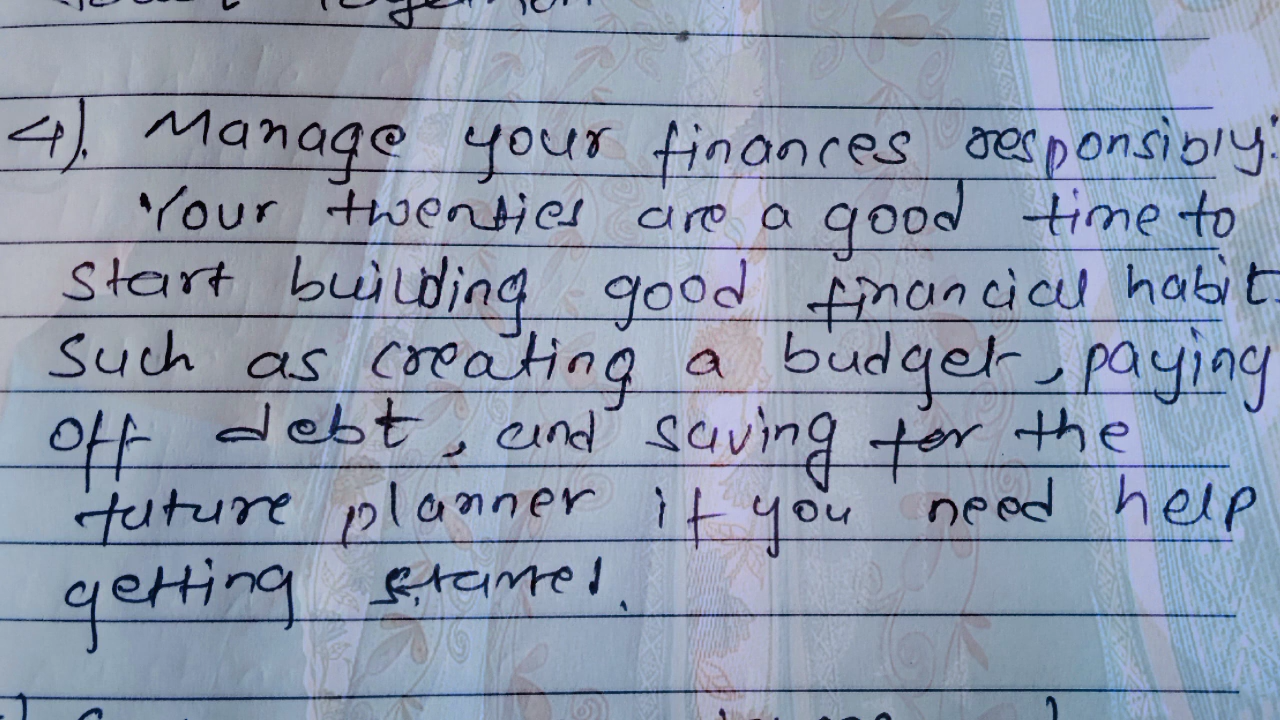 4). Manage your finances responsibly:
Your twenties are a good time to
start building good financial habit.
Such as creating a budget, paying
off debt, and saving for the
future planner if you need help
getting started.